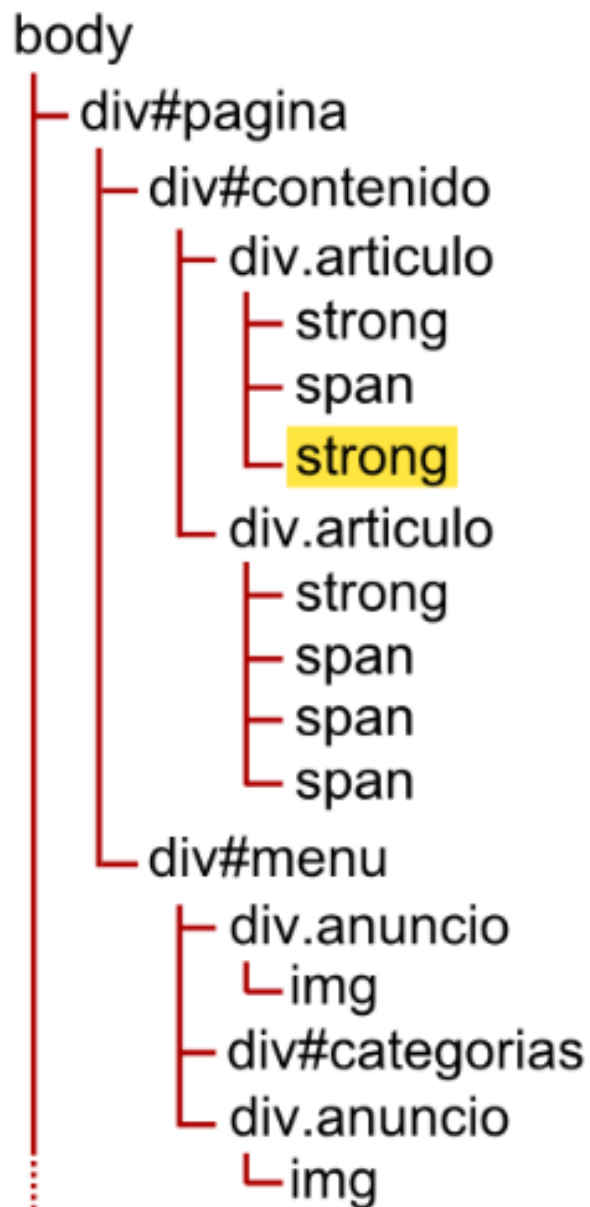 body
div#pagina
div#contenido
div.articulo
strong
span
strong
div.articulo
strong
span
span
span
div#menu
div.anuncio
img
div#categorias
div.anuncio
img